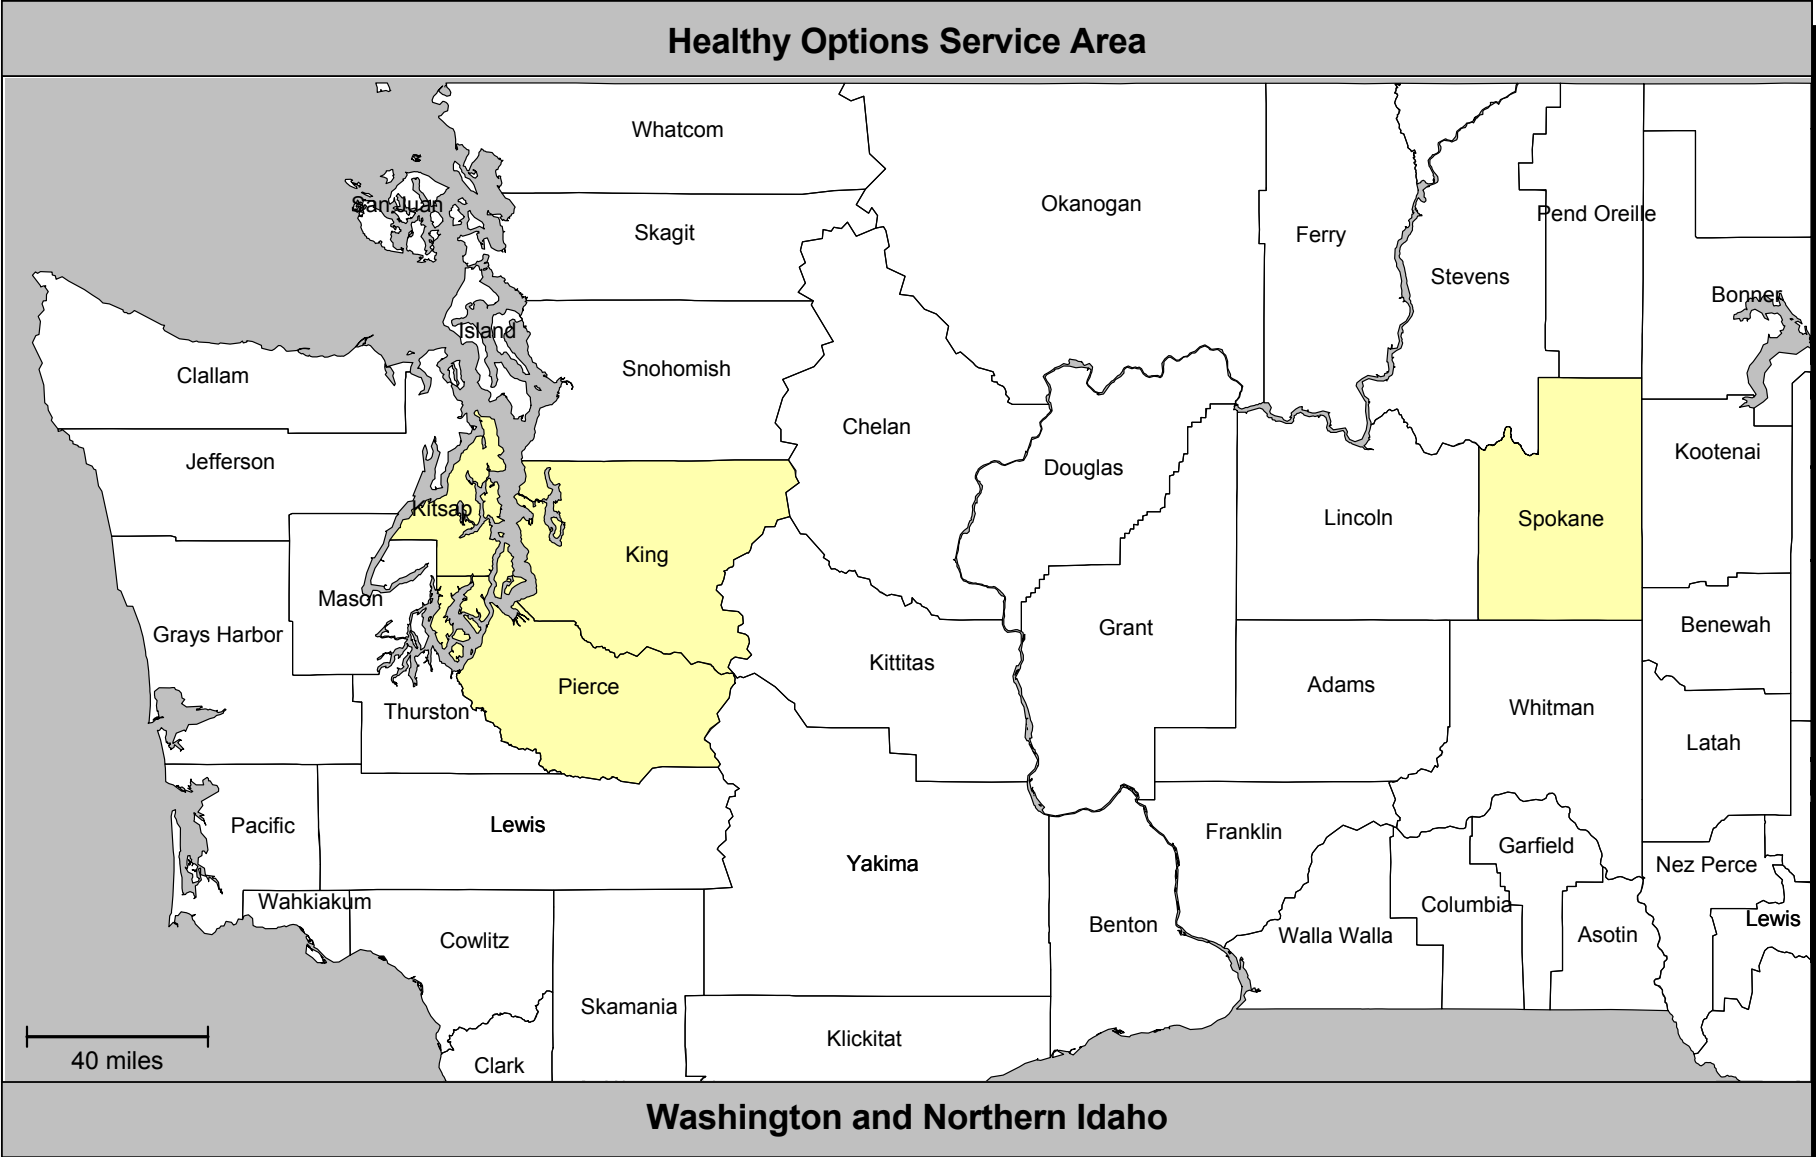 Healthy Options Service Area
Whatcom
San Juan
Skagit
Okanogan
Ferry
Pend Oreille
Stevens
Bonner
Island
Clallam
Snohomish
Chelan
Jefferson
Douglas
Kootenai
Kitsap
King
Lincoln
Spokane
Mason
Grays Harbor
Grant
Benewah
Kittitas
Pierce
Adams
Thurston
Whitman
Latah
Pacific
Lewis
Franklin
Garfield
Yakima
Nez Perce
Wahkiakum
Columbia
Lewis
Cowlitz
Benton
Walla Walla
Asotin
Skamania
Klickitat
40 miles
Clark
Washington and Northern Idaho